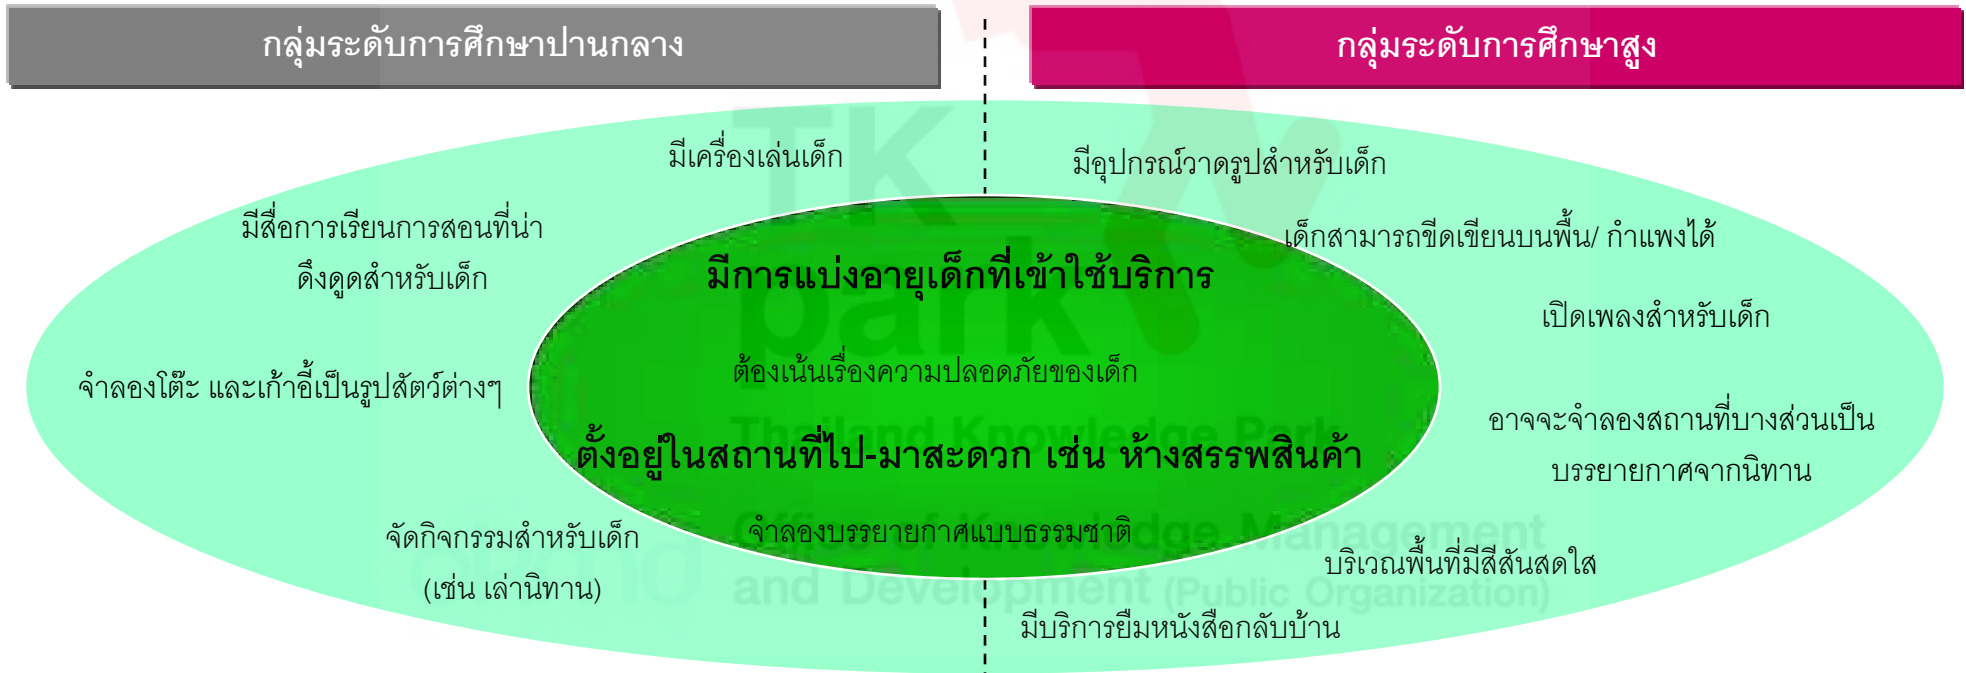 กลุ่มระดับการศึกษาปานกลาง
กลุ่มระดับการศึกษาสูง
มีเครื่องเล่นเด็ก
มีอุปกรณ์วาดรูปสำหรับเด็ก
มีสื่อการเรียนการสอนที่น่า
ดึงดูดสำหรับเด็ก
เด็กสามารถขีดเขียนบนพื้น/ กำแพงได้
มีการแบ่งอายุเด็กที่เข้าใช้บริการ
เปิดเพลงสำหรับเด็ก
ต้องเน้นเรื่องความปลอดภัยของเด็ก
จำลองโต๊ะ และเก้าอี้เป็นรูปสัตว์ต่างๆ
อาจจะจำลองสถานที่บางส่วนเป็น
บรรยายกาศจากนิทาน
ตั้งอยู่ในสถานที่ไป-มาสะดวก เช่น ห้างสรรพสินค้า
จำลองบรรยายกาศแบบธรรมชาติ
จัดกิจกรรมสำหรับเด็ก
(เช่น เล่านิทาน)
บริเวณพื้นที่มีสีสันสดใส
มีบริการยืมหนังสือกลับบ้าน
TK
park
Thailand Knowledge Park
Office of Knowledge Management
and Development (Public Organization)